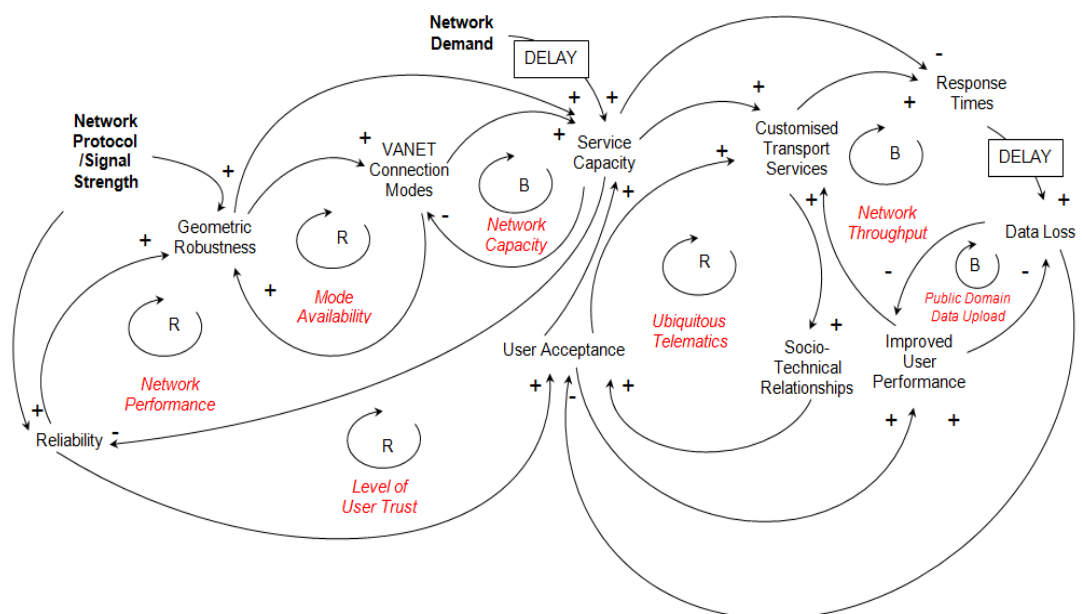 Network
Demand
DELAY
-
Response
Times
+
+
+
+
Network
Protocol
/Signal
Strength
+
VANET
Connection
Modes
+
Service
Capacity
Customised
Transport
Services
B
DELAY
+
+
B
-
Network
Capacity
+
+
Network
Throughput
+
Geometric
Robustness
R
+
Data Loss
+
Mode
Availability
R
Ubiquitous
Telematics
-
B
-
Public Domain
Data Upload
R
Network
Performance
User Acceptance
+
Socio-
Technical
Relationships
Improved
User
Performance
+
-
+
+
-
+
+
+
Reliability
R
Level of
User Trust